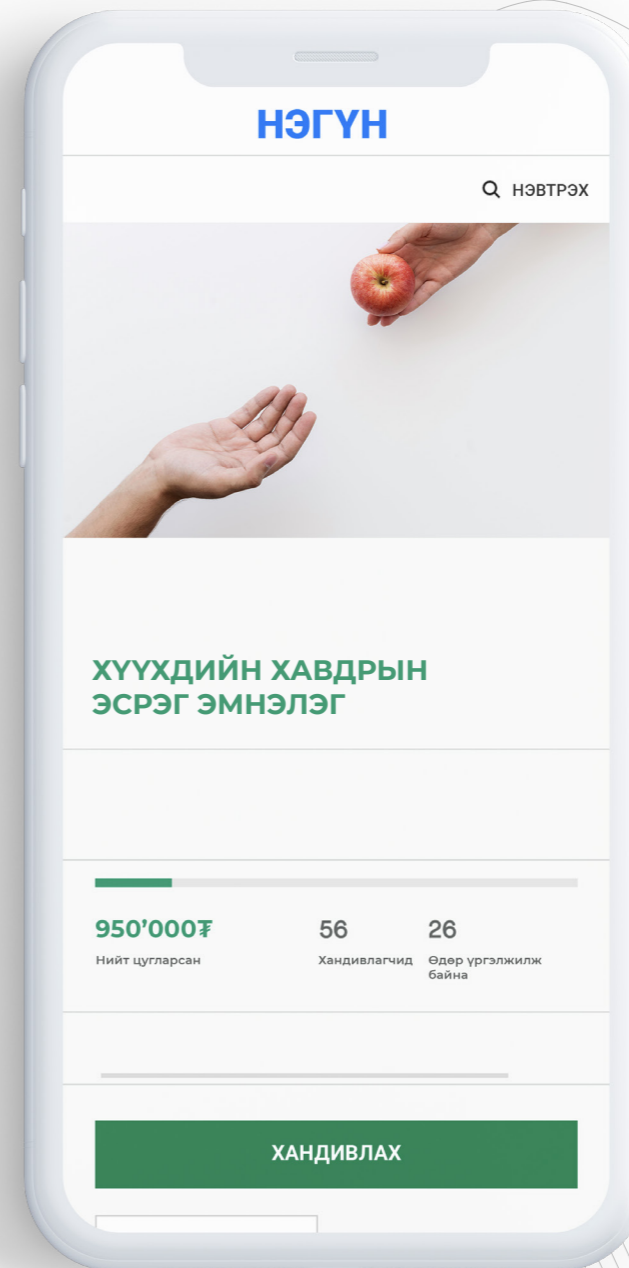 НЭГҮН
НЭВТРЭХ
ХҮҮХДИЙН ХАВДРЫН
ЭСРЭГ ЭМНЭЛЭГ
950’000₮
56
26
Нийт цугларсан
Хандивлагчид
Өдөр үргэлжилж
байна
ХАНДИВЛАХ